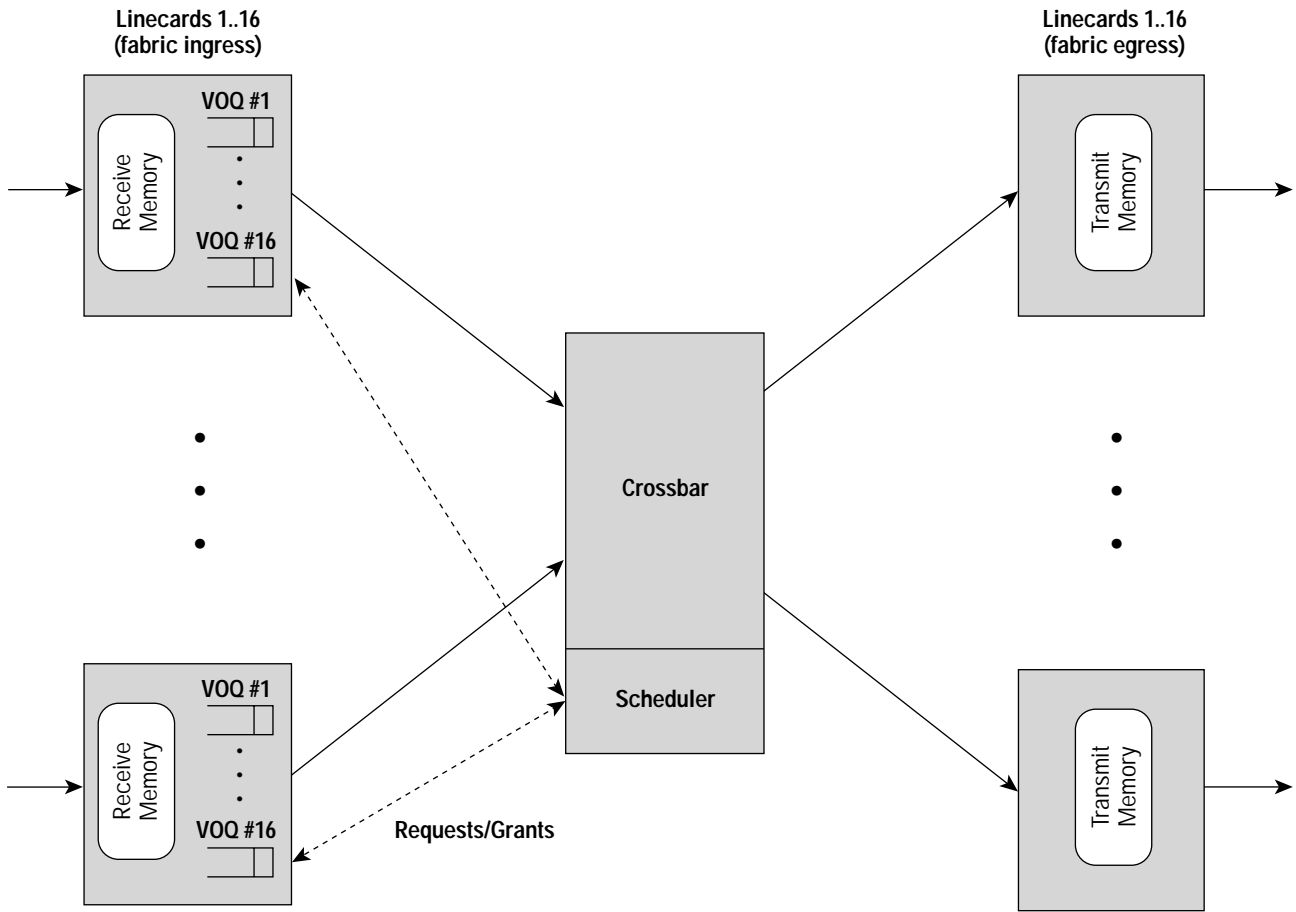 Linecards 1..16
(fabric ingress)
Linecards 1..16
(fabric egress)
VOQ #1
Receive
Memory
VOQ #16
Transmit
Memory
Crossbar
Scheduler
VOQ #1
Receive
Memory
VOQ #16
Transmit
Memory
Requests/Grants